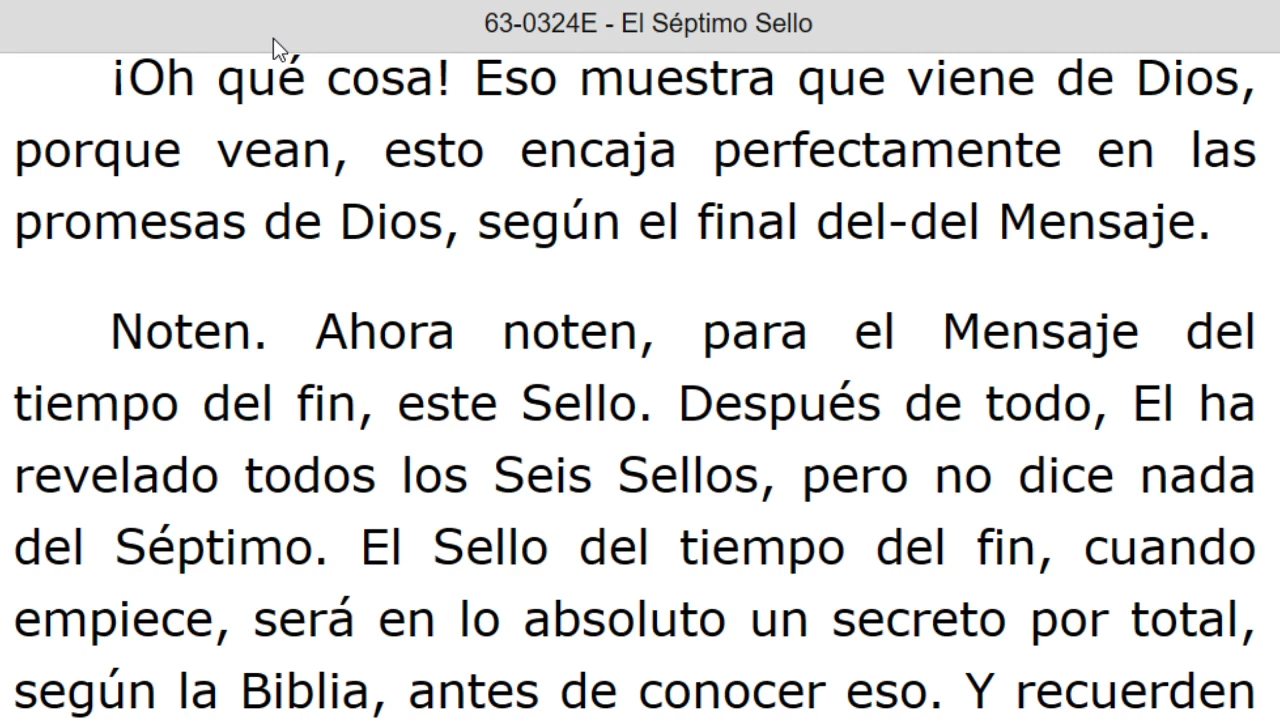 63-0324E - El Séptimo Sello
¡Oh qué cosa! Eso muestra que viene de Dios,
porque vean, esto encaja perfectamente en las
promesas de Dios, según el final del-del Mensaje.
Noten. Ahora noten, para el Mensaje del
tiempo del fin, este Sello. Después de todo, El ha
revelado todos los Seis Sellos, pero no dice nada
del Séptimo. El Sello del tiempo del fin, cuando
empiece, será en lo absoluto un secreto por total,
según la Biblia, antes de conocer eso. Y recuerden